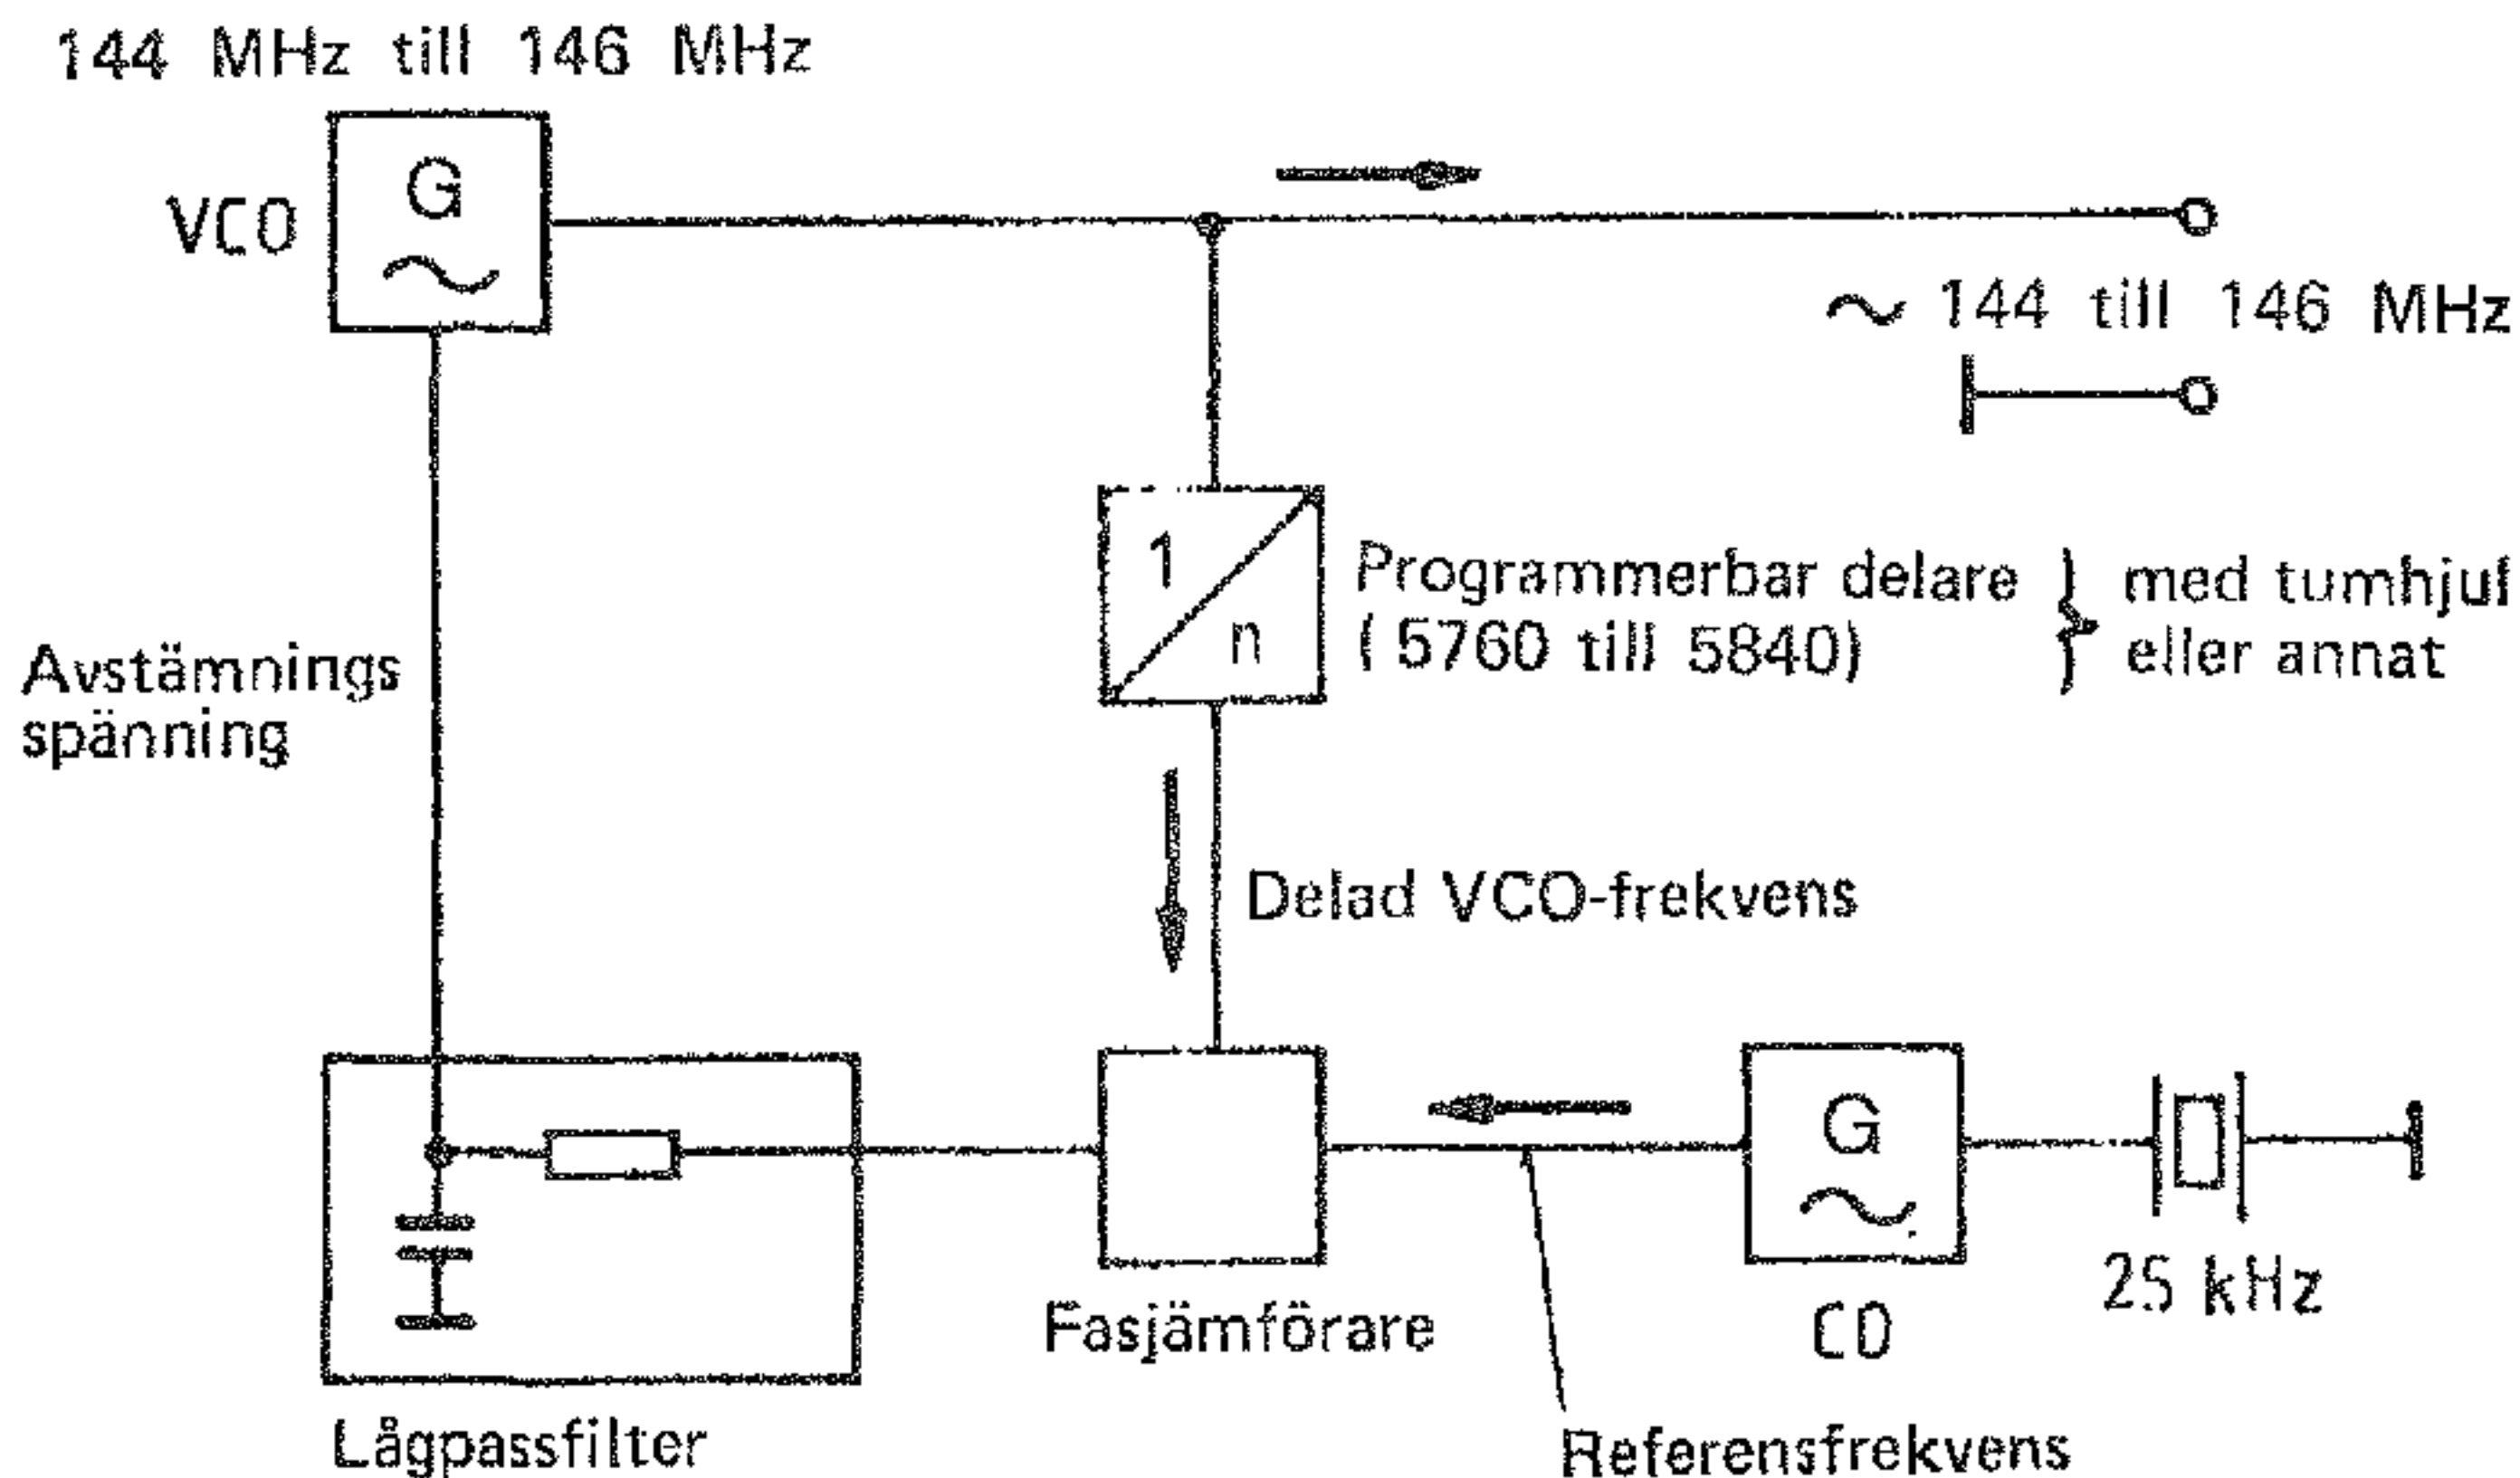 144 MHz till 146 MHz
G
VCO
~ 144 till 146 MHz
1
n
Programmerbar delare
(5760 till 5840)
med tumhjul
eller annat
Avstämnings
spänning
Delad VCO-frekvens
G
25 kHz
CO
Fasjämförare
Lågpassfilter
Referensfrekvens